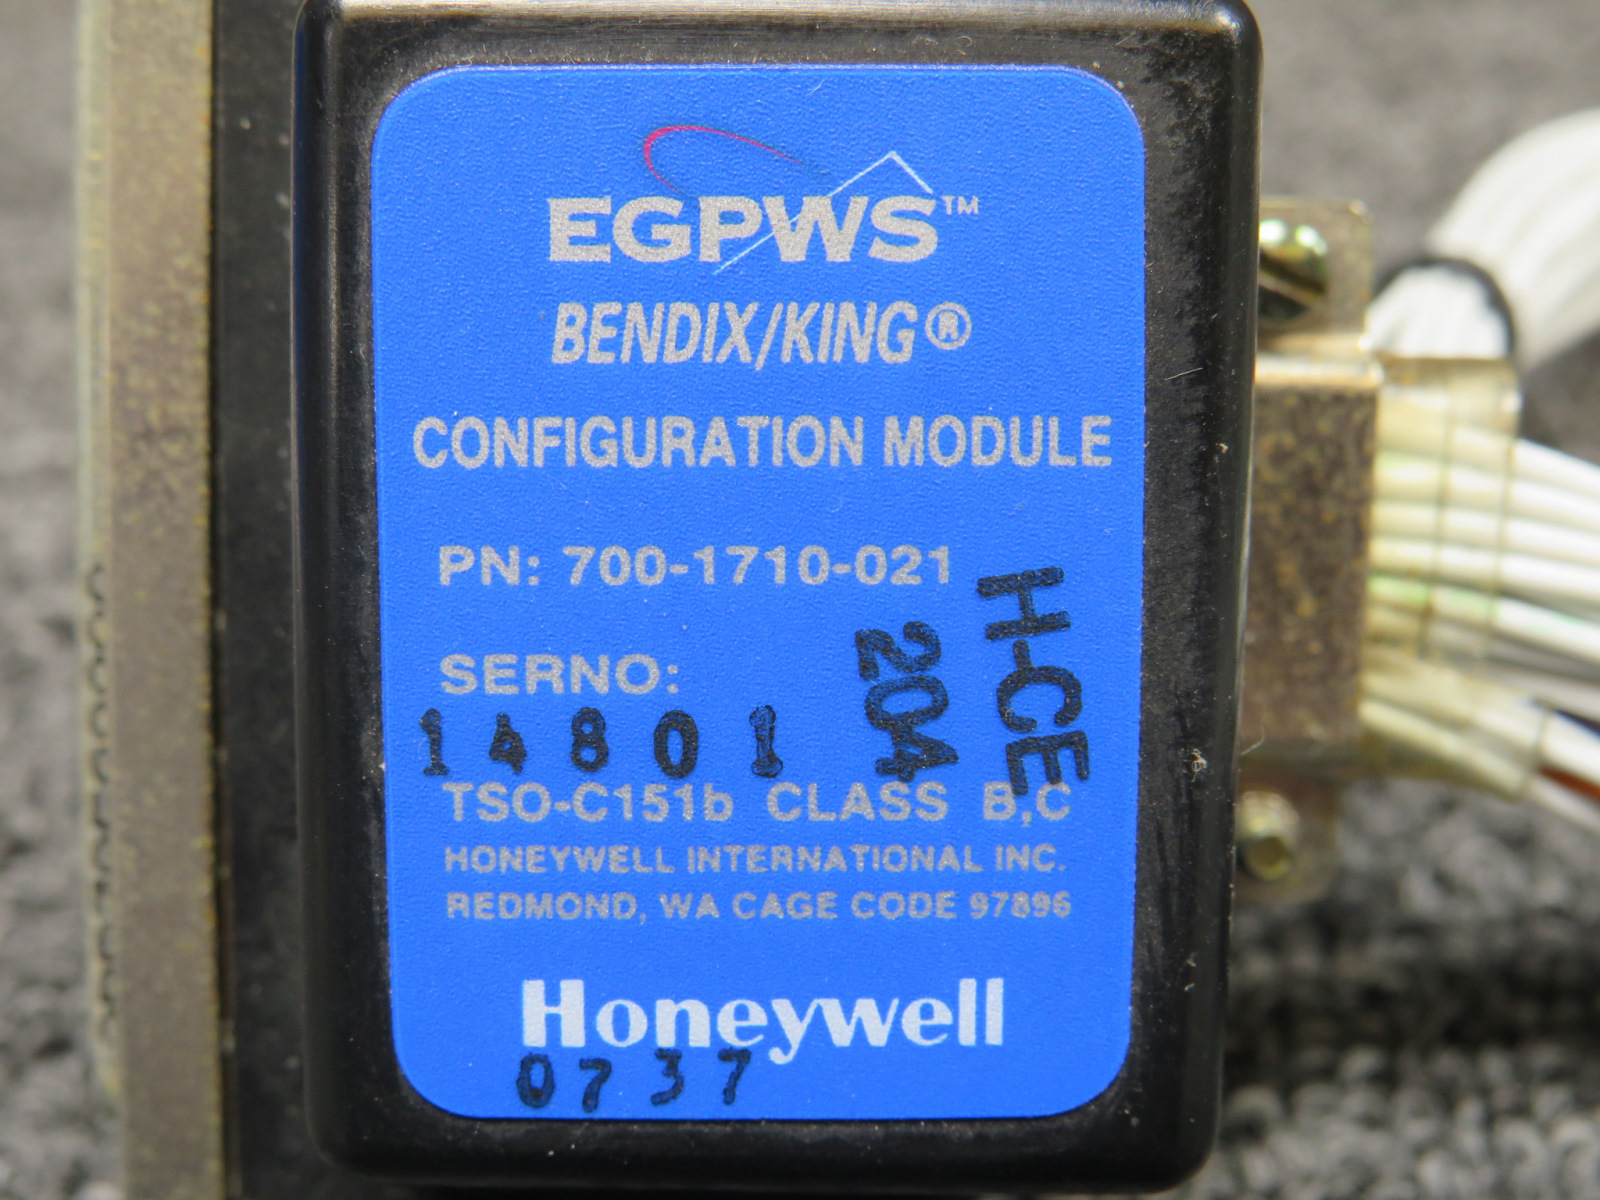 EGPWS™
BENDIX/KING®
CONFIGURATION MODULE
PN: 700-1710-021
SERNO:
14801
204
H-CE
TSO-C151b CLASS B,C
HONEYWELL INTERNATIONAL INC.
REDMOND, WA CAGE CODE 97896
Honeywell
0737